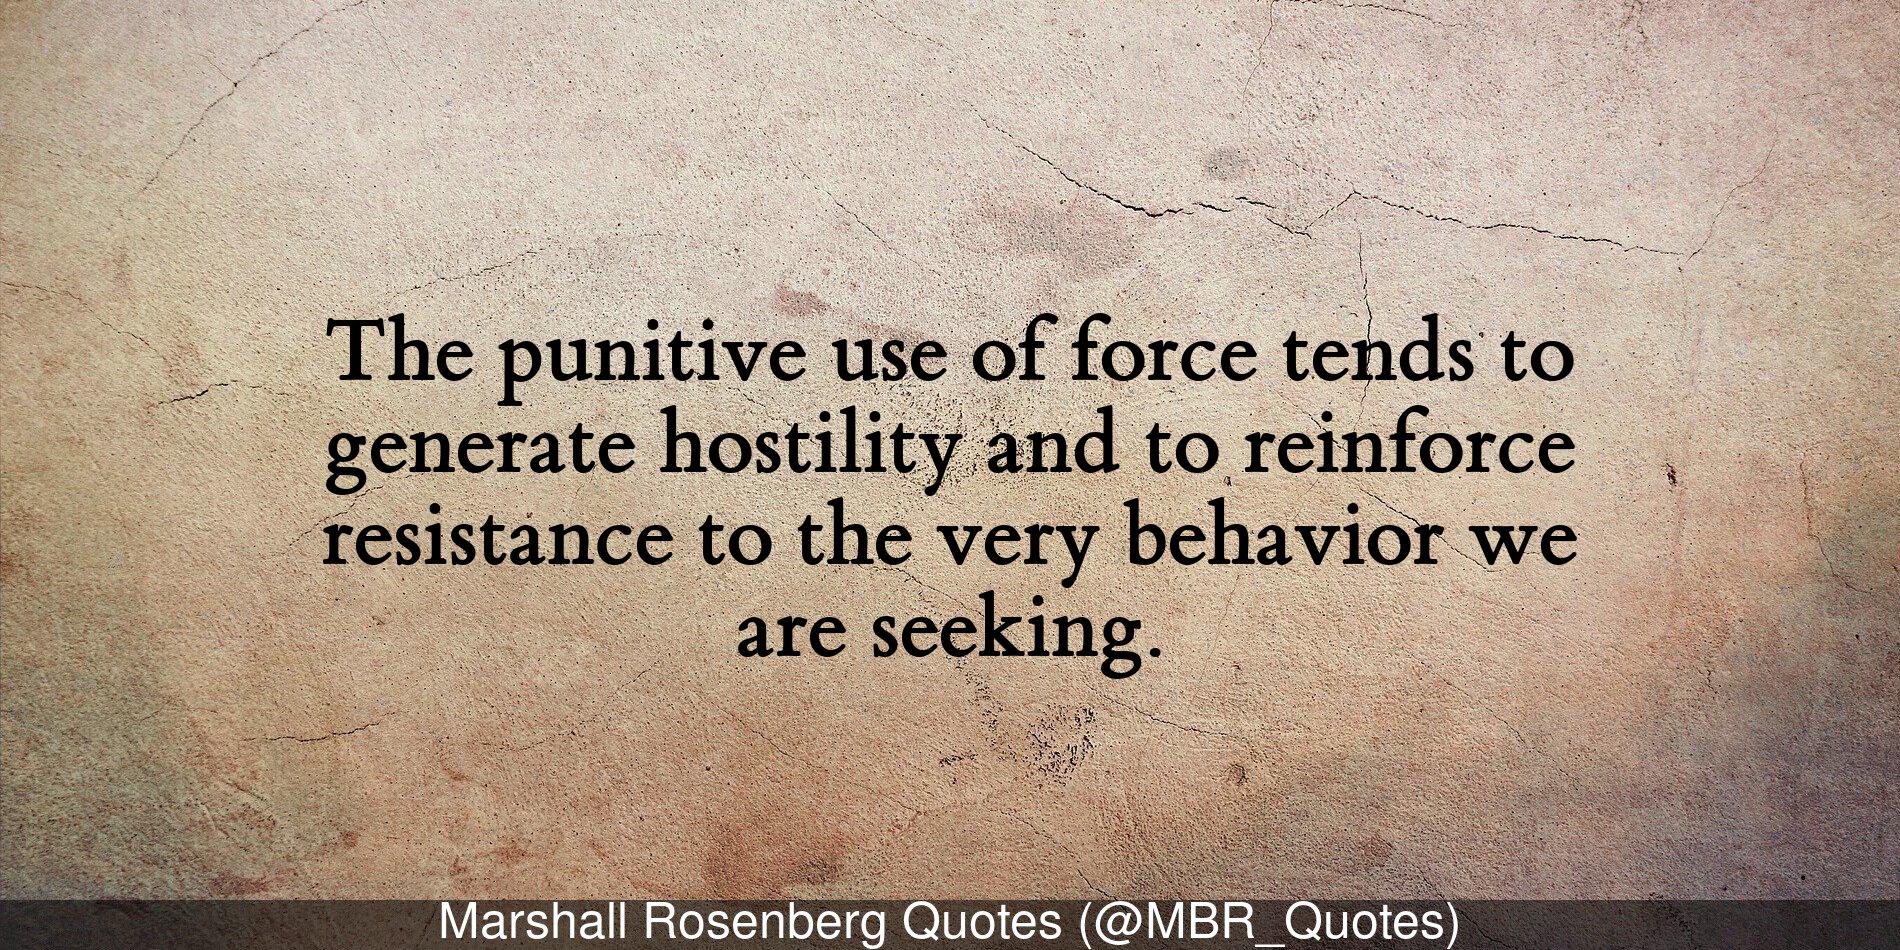 The punitive use of force tends to
generate hostility and to reinforce
resistance to the very behavior we
are seeking.
Marshall Rosenberg Quotes (@MBR_Quotes)